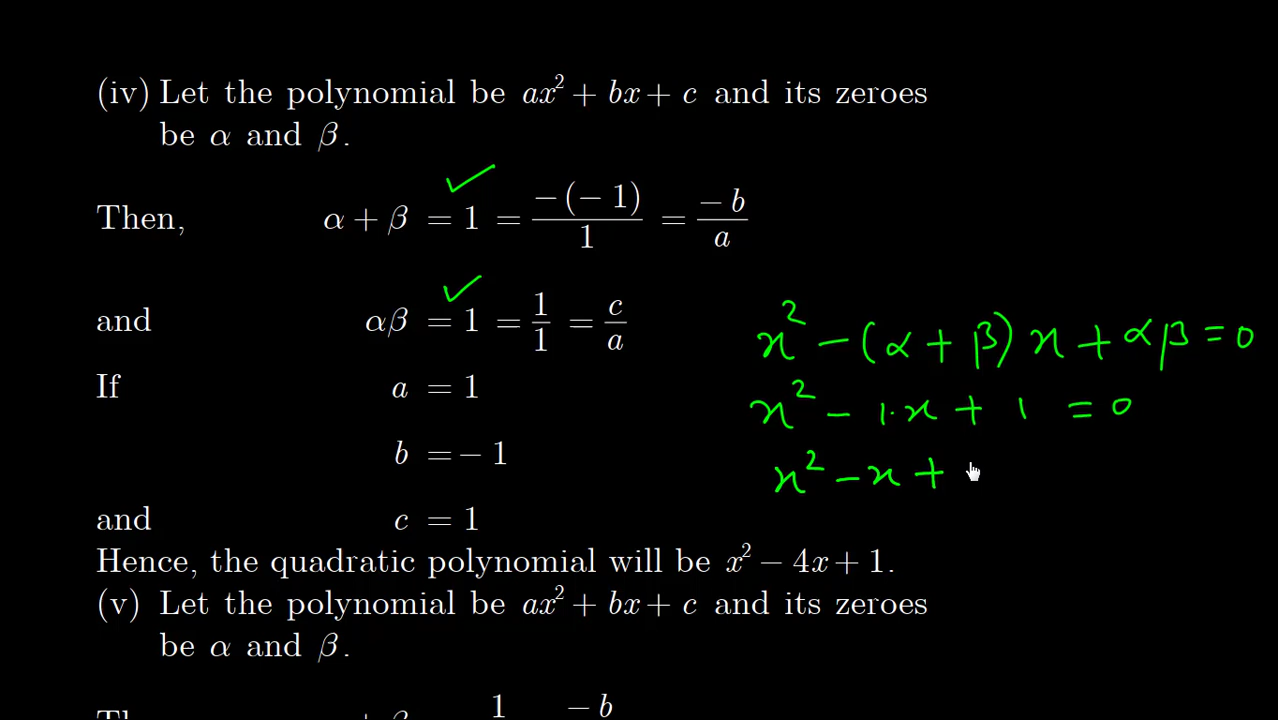 (iv) Let the polynomial be ax² + bx + c and its zeroes
be α and β.
Then, α + β = 1 = −(−1)/1 = −b/a
and αβ = 1 = 1/1 = c/a
x² − (α + β) x + αβ = 0
If a = 1
x² − 1·x + 1 = 0
b = −1
x² − x +
and c = 1
Hence, the quadratic polynomial will be x² − 4x + 1.
(v) Let the polynomial be ax² + bx + c and its zeroes
be α and β.
1 −b